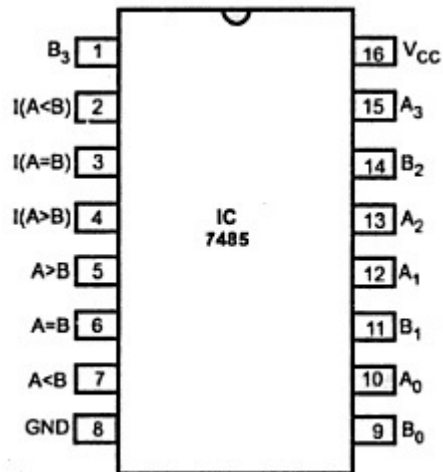 B3 1 16 VCC
I(A<B) 2 15 A3
I(A=B) 3 14 B2
I(A>B) 4 13 A2
IC
7485
A>B 5 12 A1
A=B 6 11 B1
A<B 7 10 A0
GND 8 9 B0